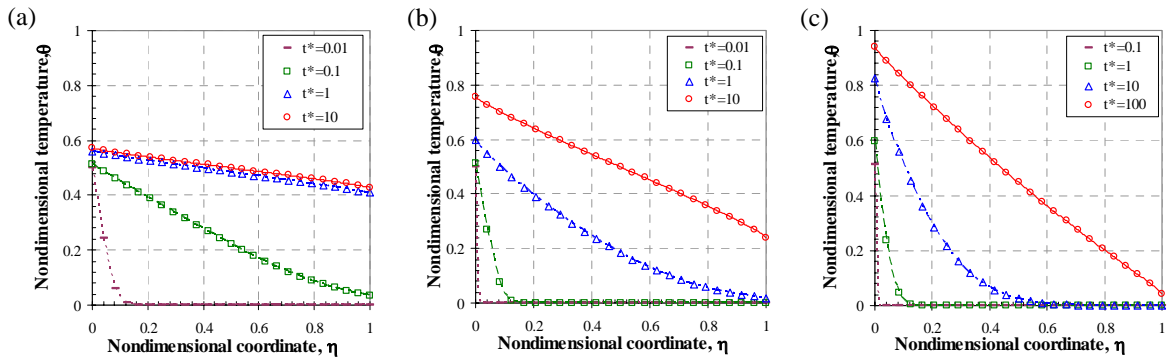 (a)
Nondimensional temperature,θ
1
0.8
0.6
0.4
0.2
0
0
0.2
0.4
0.6
0.8
1
Nondimensional coordinate, η
t*=0.01
t*=0.1
t*=1
t*=10
(b)
Nondimensional temperature,θ
1
0.8
0.6
0.4
0.2
0
0
0.2
0.4
0.6
0.8
1
Nondimensional coordinate, η
t*=0.01
t*=0.1
t*=1
t*=10
(c)
Nondimensional temperature,θ
1
0.8
0.6
0.4
0.2
0
0
0.2
0.4
0.6
0.8
1
Nondimensional coordinate, η
t*=0.1
t*=1
t*=10
t*=100